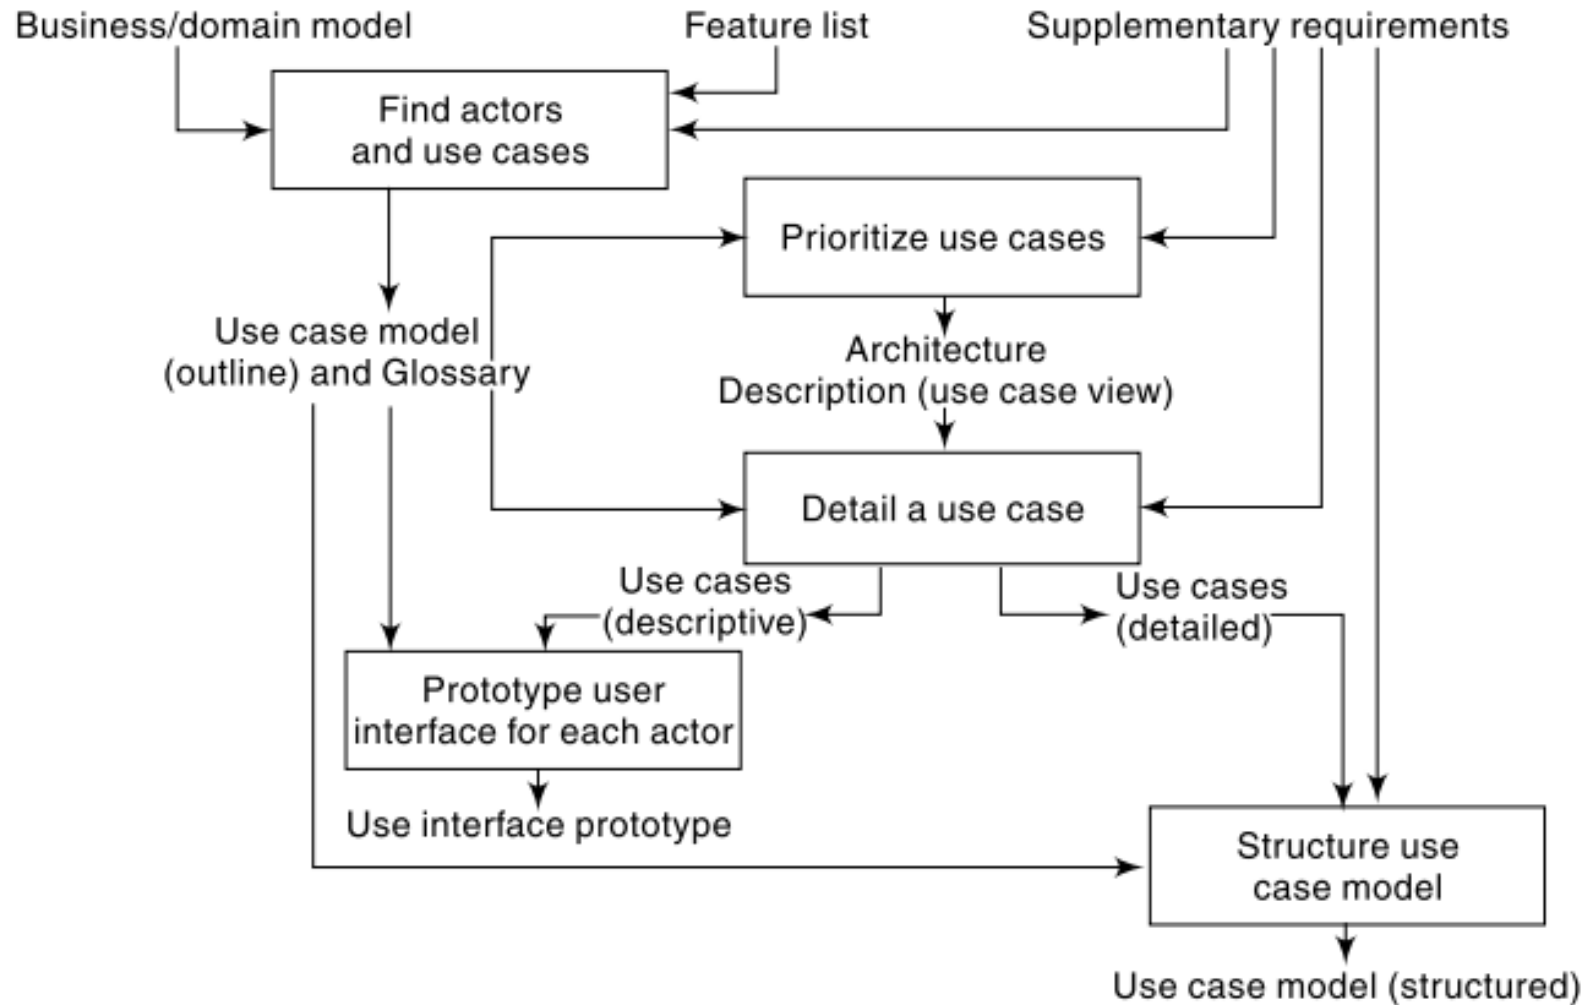 Business/domain model
Feature list
Supplementary requirements
Find actors
and use cases
Prioritize use cases
Use case model
(outline) and Glossary
Architecture
Description (use case view)
Detail a use case
Use cases
(descriptive)
Use cases
(detailed)
Prototype user
interface for each actor
Use interface prototype
Structure use
case model
Use case model (structured)